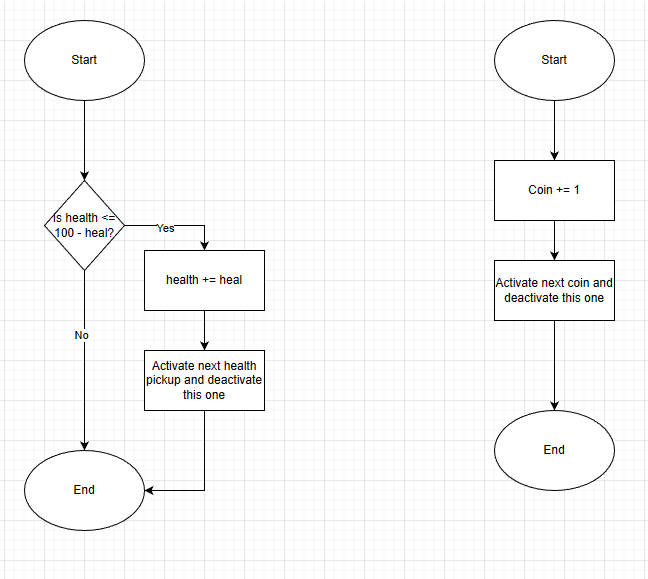 Start
Is health <=
100 - heal?
Yes
health += heal
No
Activate next health
pickup and deactivate
this one
End
Start
Coin += 1
Activate next coin and
deactivate this one
End